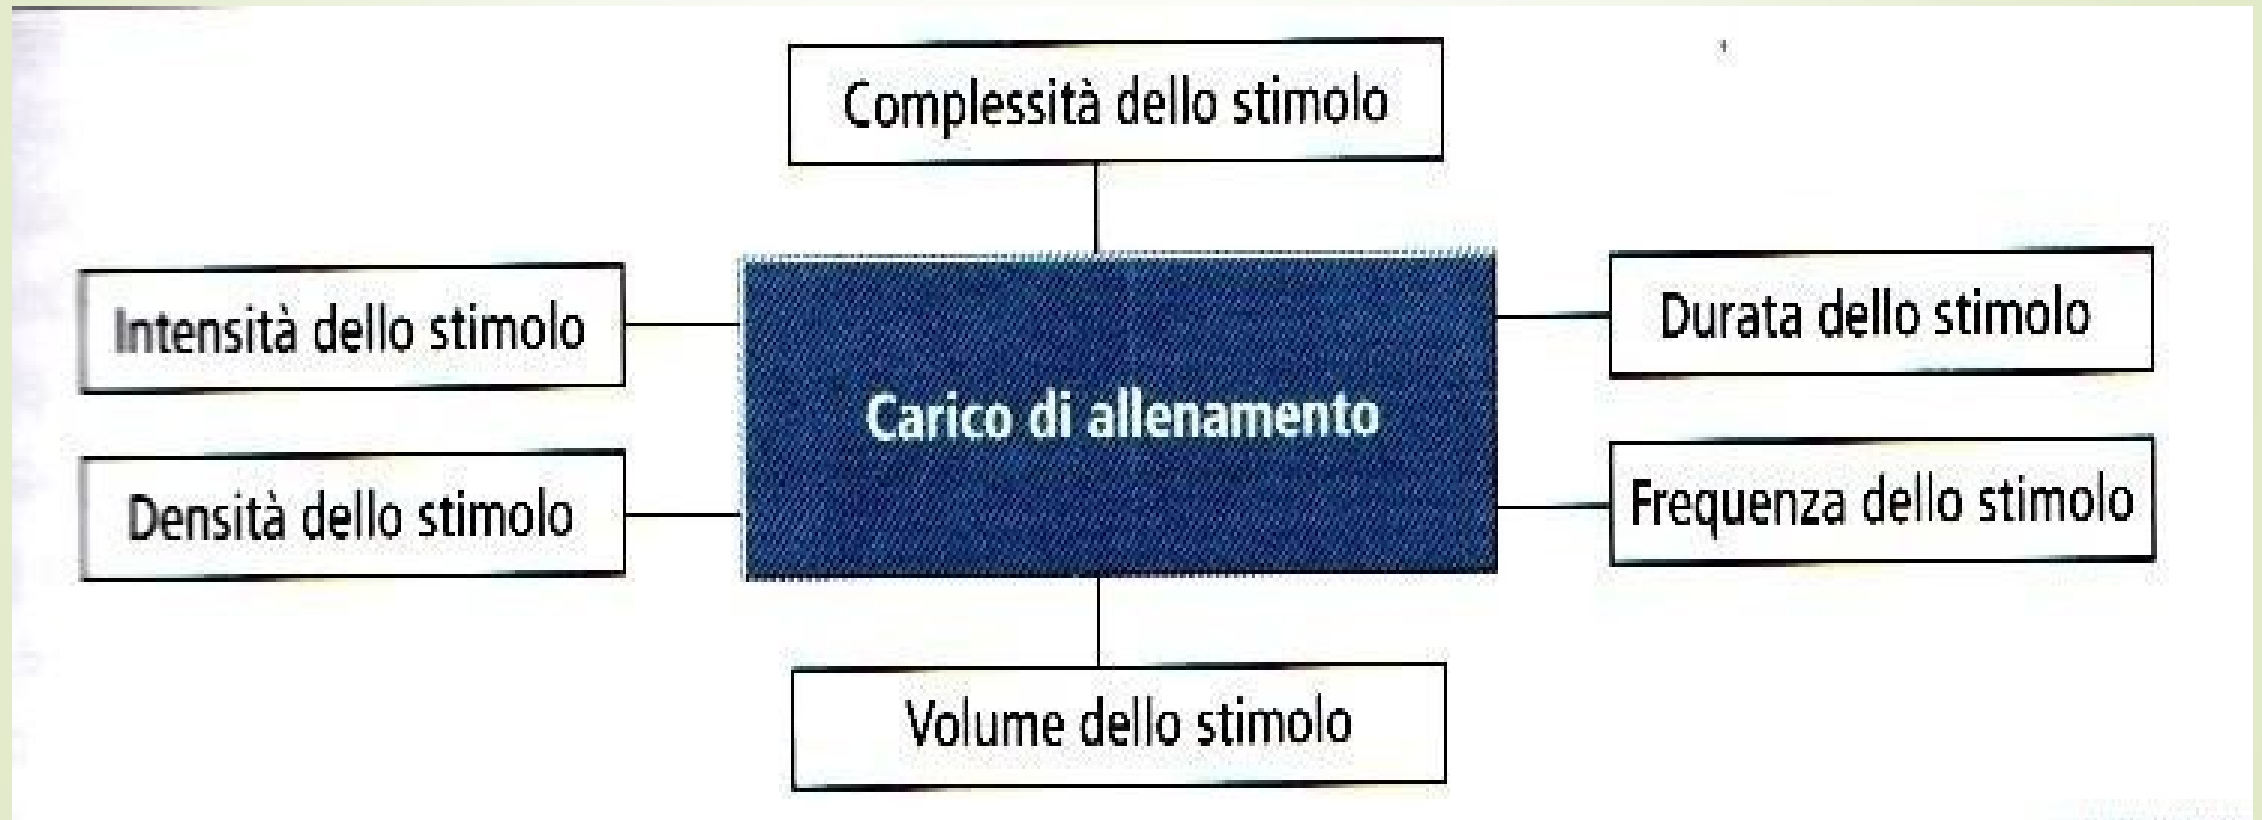 Complessità dello stimolo
Intensità dello stimolo
Durata dello stimolo
Carico di allenamento
Densità dello stimolo
Frequenza dello stimolo
Volume dello stimolo